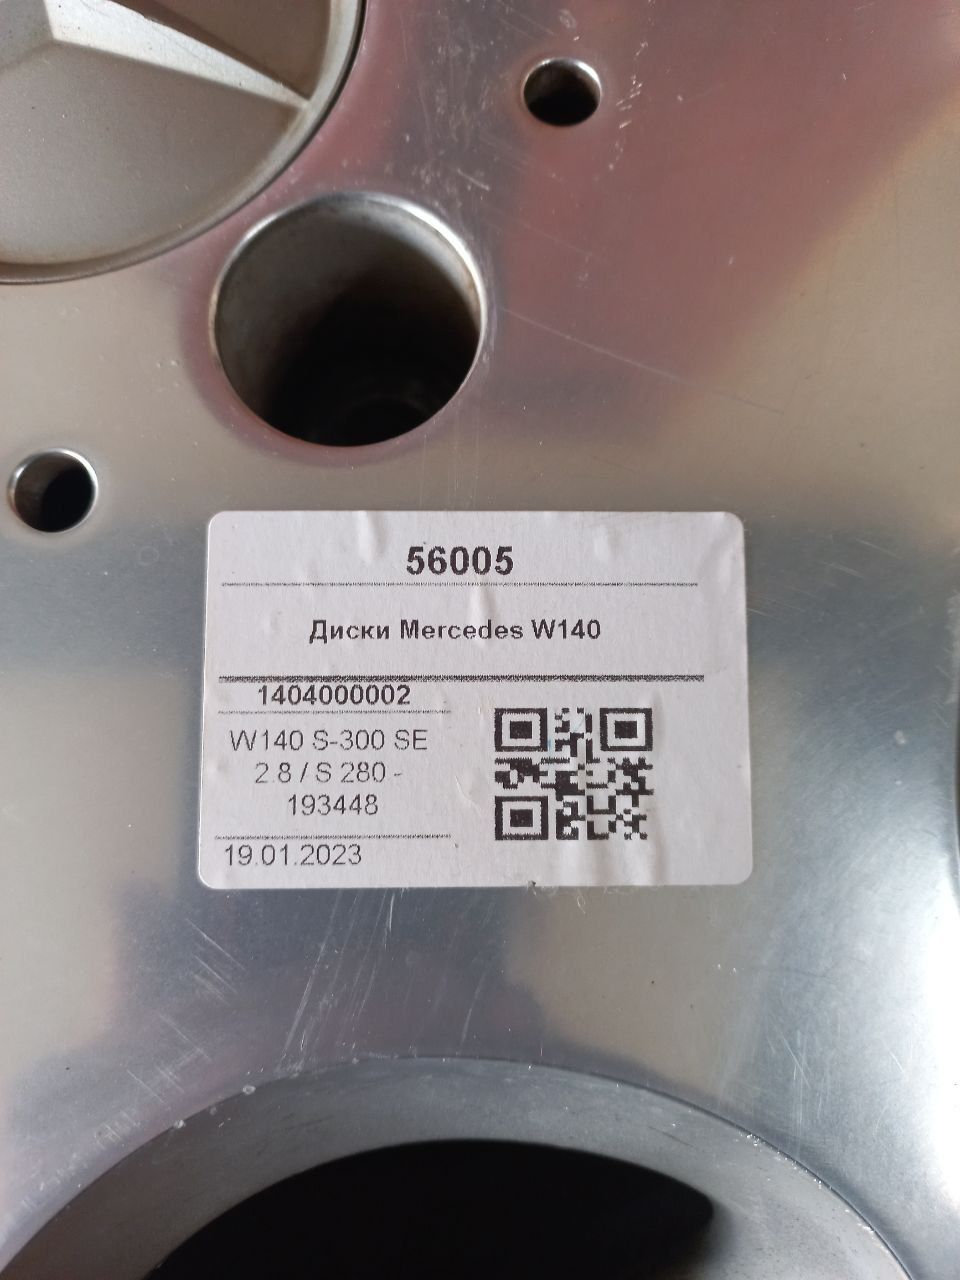 56005
Диски Mercedes W140
1404000002
W140 S-300 SE
2.8 / S 280 -
193448
19.01.2023